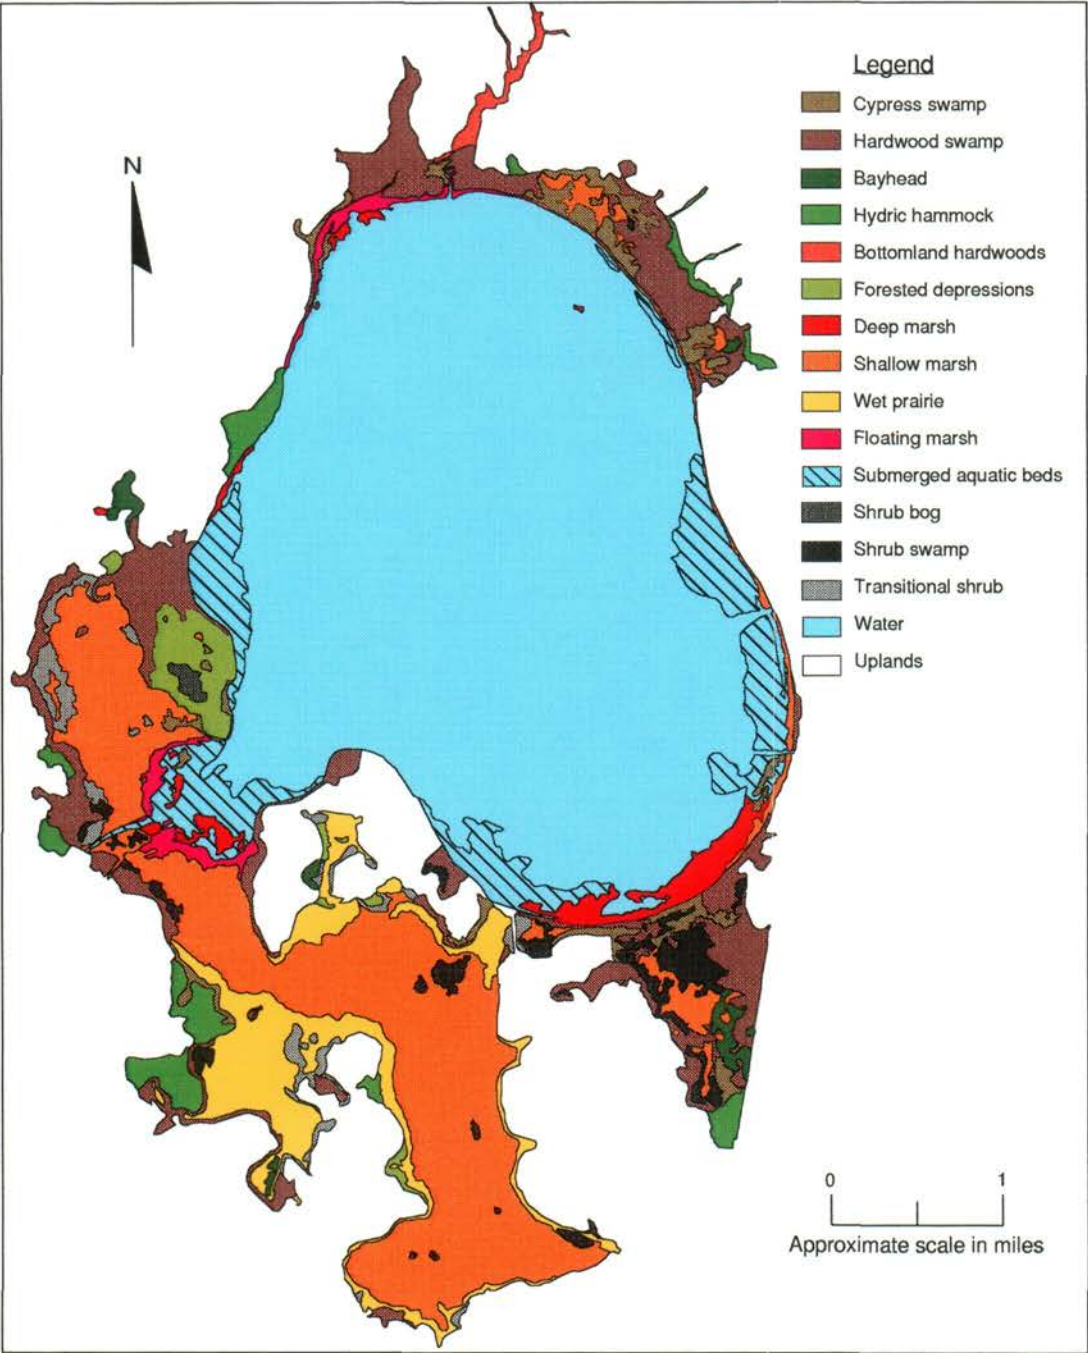 N
Legend
Cypress swamp
Hardwood swamp
Bayhead
Hydric hammock
Bottomland hardwoods
Forested depressions
Deep marsh
Shallow marsh
Wet prairie
Floating marsh
Submerged aquatic beds
Shrub bog
Shrub swamp
Transitional shrub
Water
Uplands
0 1
Approximate scale in miles